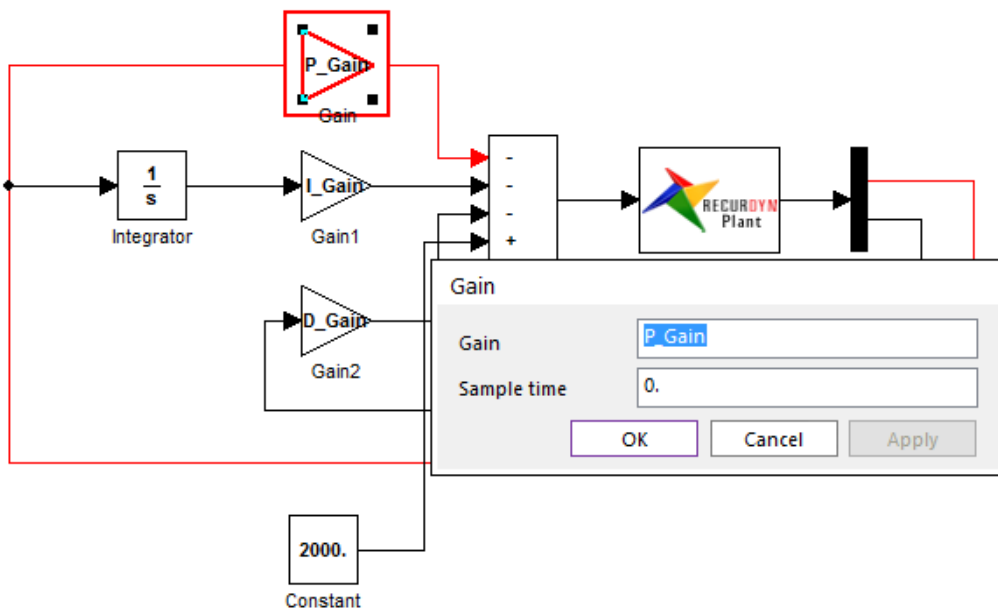 P_Gain
Gain
1
s
Integrator
I_Gain
Gain1
-
-
-
+
RECURDYN
Plant
D_Gain
Gain2
Gain
Gain
P_Gain
Sample time
0.
OK
Cancel
Apply
2000.
Constant